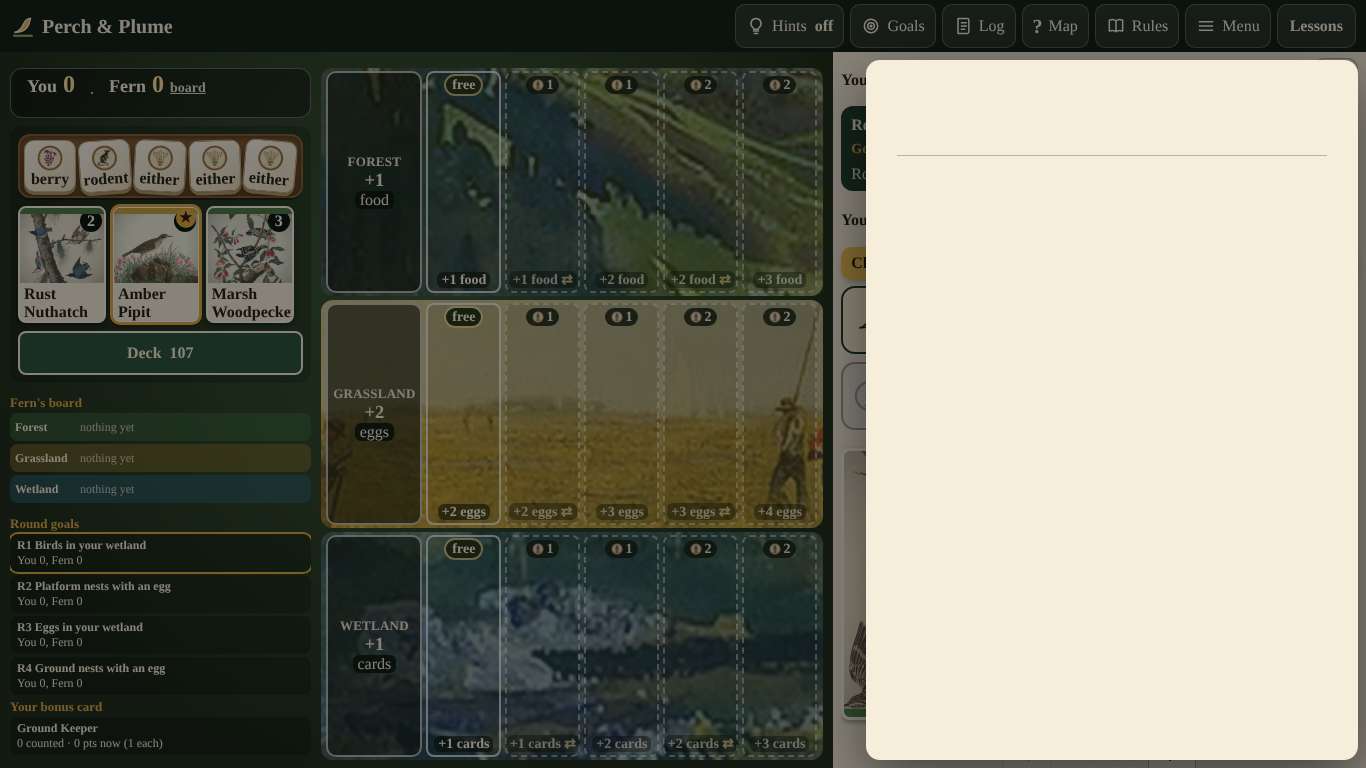 Perch & Plume
Hints off
Goals
Log
? Map
Rules
Menu
Lessons
You 0 . Fern 0 board
berry
rodent
either
either
either
2
Rust Nuthatch
★
Amber Pipit
3
Marsh Woodpecke
Deck 107
Fern's board
Forest nothing yet
Grassland nothing yet
Wetland nothing yet
Round goals
R1 Birds in your wetland
You 0, Fern 0
R2 Platform nests with an egg
You 0, Fern 0
R3 Eggs in your wetland
You 0, Fern 0
R4 Ground nests with an egg
You 0, Fern 0
Your bonus card
Ground Keeper
0 counted · 0 pts now (1 each)
FOREST
+1
food
free
1
1
2
2
+1 food
+1 food ⇄
+2 food
+2 food ⇄
+3 food
GRASSLAND
+2
eggs
free
1
1
2
2
+2 eggs
+2 eggs ⇄
+3 eggs
+3 eggs ⇄
+4 eggs
WETLAND
+1
cards
free
1
1
2
2
+1 cards
+1 cards ⇄
+2 cards
+2 cards ⇄
+3 cards
You
You